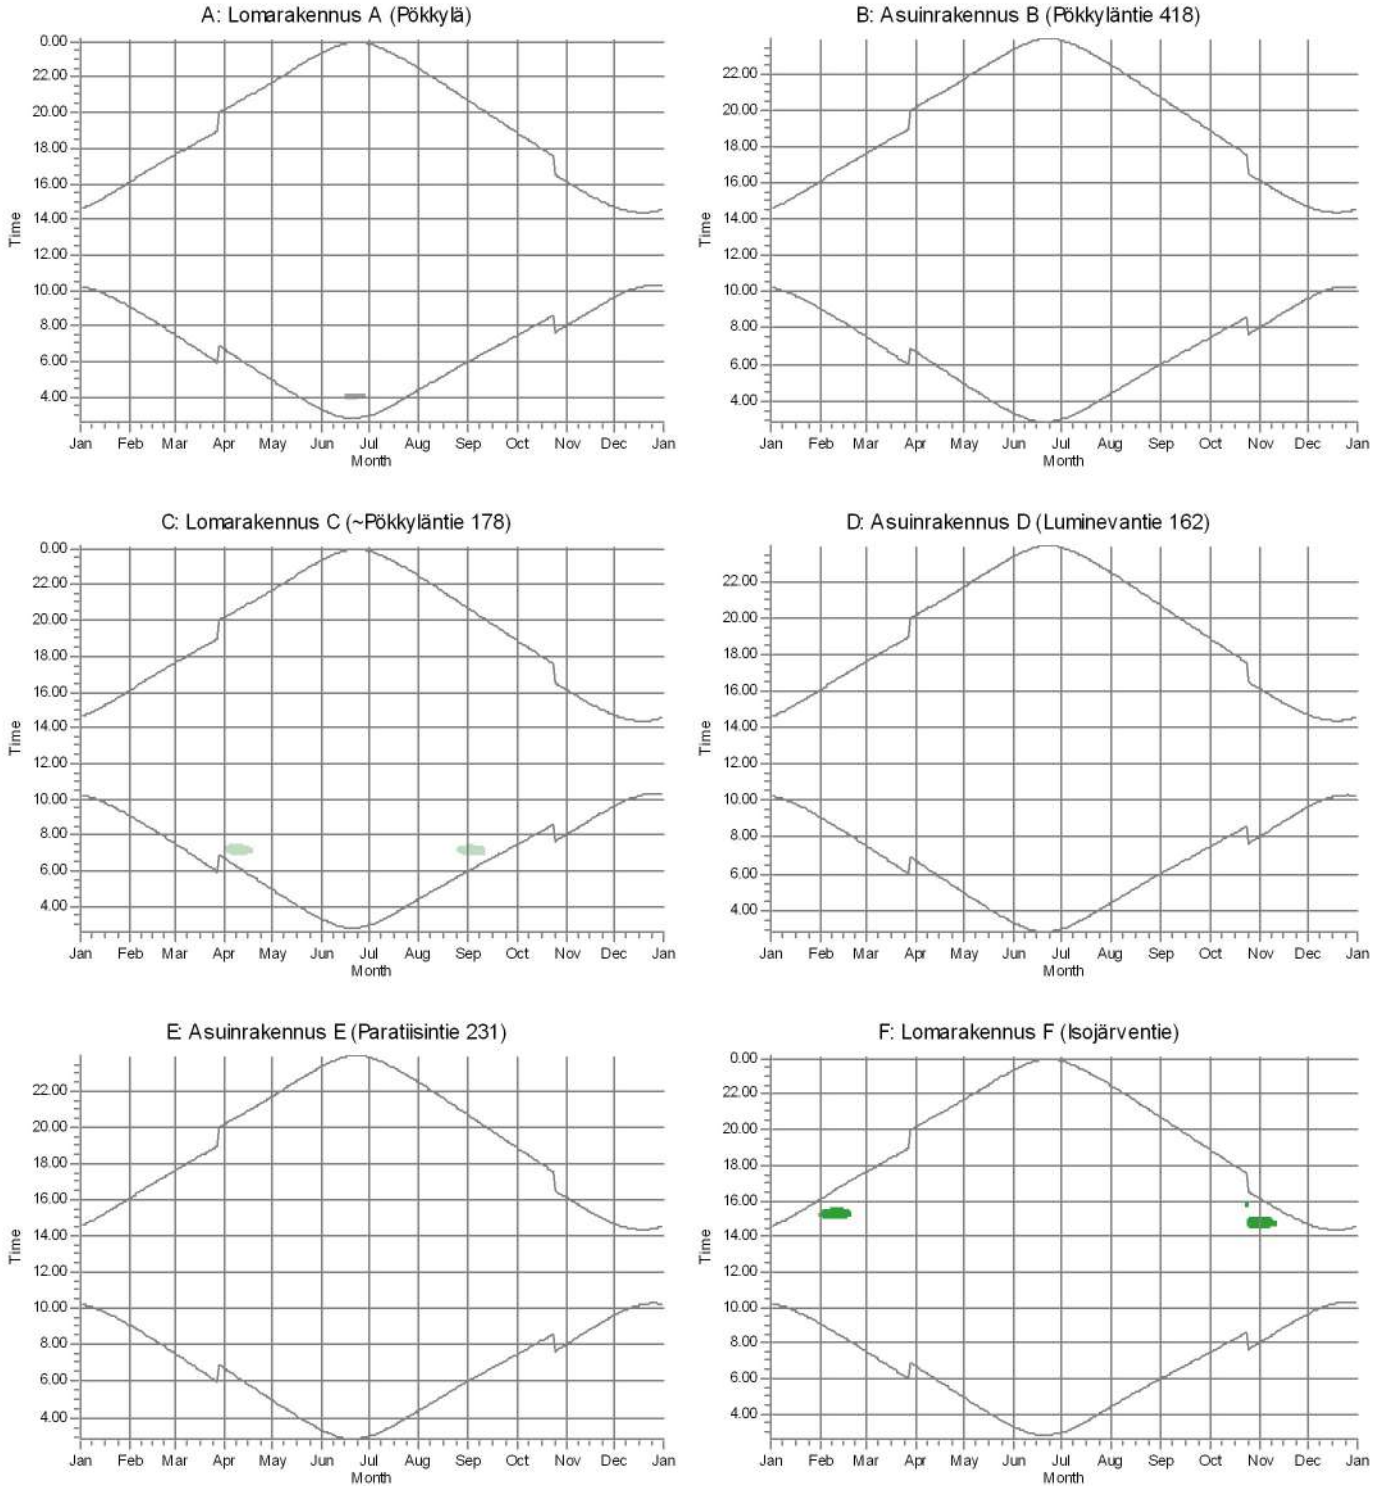 A: Lomarakennus A (Pökkylä)
0.00
22.00
20.00
18.00
16.00
14.00
12.00
10.00
8.00
6.00
4.00
Time
Jan Feb Mar Apr May Jun Jul Aug Sep Oct Nov Dec Jan
Month
B: Asuinrakennus B (Pökkyläntie 418)
22.00
20.00
18.00
16.00
14.00
12.00
10.00
8.00
6.00
4.00
Time
Jan Feb Mar Apr May Jun Jul Aug Sep Oct Nov Dec Jan
Month
C: Lomarakennus C (~Pökkyläntie 178)
0.00
22.00
20.00
18.00
16.00
14.00
12.00
10.00
8.00
6.00
4.00
Time
Jan Feb Mar Apr May Jun Jul Aug Sep Oct Nov Dec Jan
Month
D: Asuinrakennus D (Luminevantie 162)
22.00
20.00
18.00
16.00
14.00
12.00
10.00
8.00
6.00
4.00
Time
Jan Feb Mar Apr May Jun Jul Aug Sep Oct Nov Dec Jan
Month
E: Asuinrakennus E (Paratiisintie 231)
22.00
20.00
18.00
16.00
14.00
12.00
10.00
8.00
6.00
4.00
Time
Jan Feb Mar Apr May Jun Jul Aug Sep Oct Nov Dec Jan
Month
F: Lomarakennus F (Isojärventie)
0.00
22.00
20.00
18.00
16.00
14.00
12.00
10.00
8.00
6.00
4.00
Time
Jan Feb Mar Apr May Jun Jul Aug Sep Oct Nov Dec Jan
Month